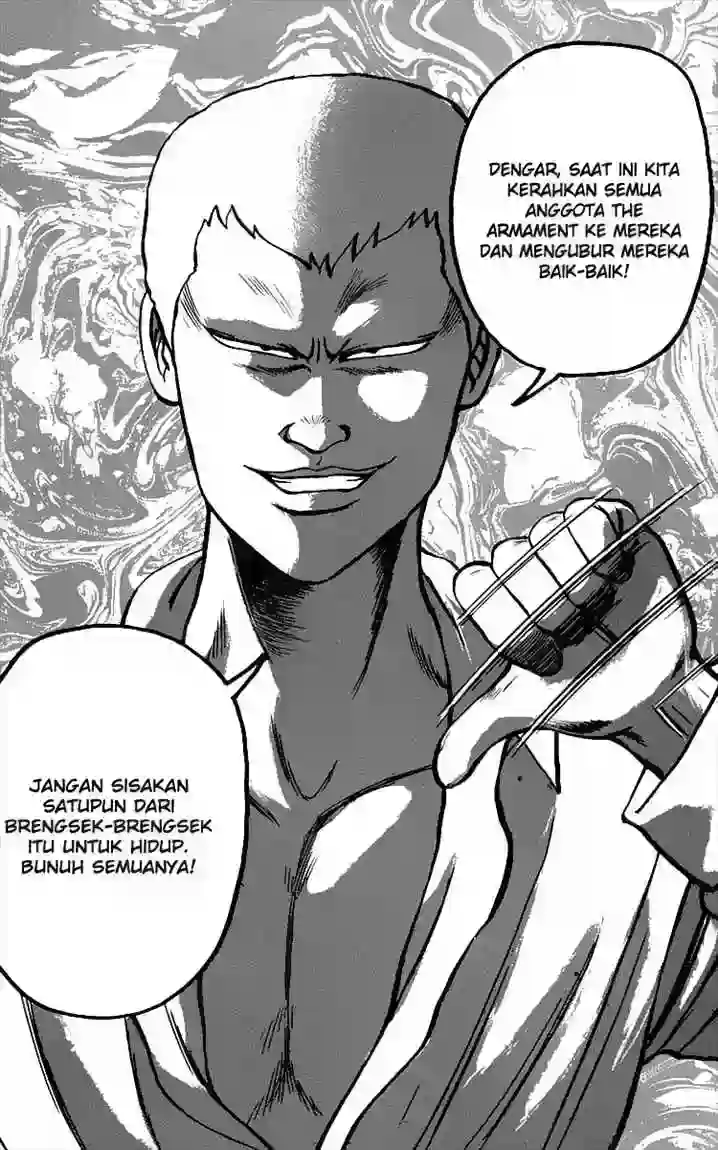 DENGAR, SAAT INI KITA
KERAHKAN SEMUA
ANGGOTA THE
ARMAMENT KE MEREKA
DAN MENGUBUR MEREKA
BAIK-BAIK!
JANGAN SISAKAN
SATUPUN DARI
BRENGSEK-BRENGSEK
ITU UNTUK HIDUP.
BUNUH SEMUANYA!